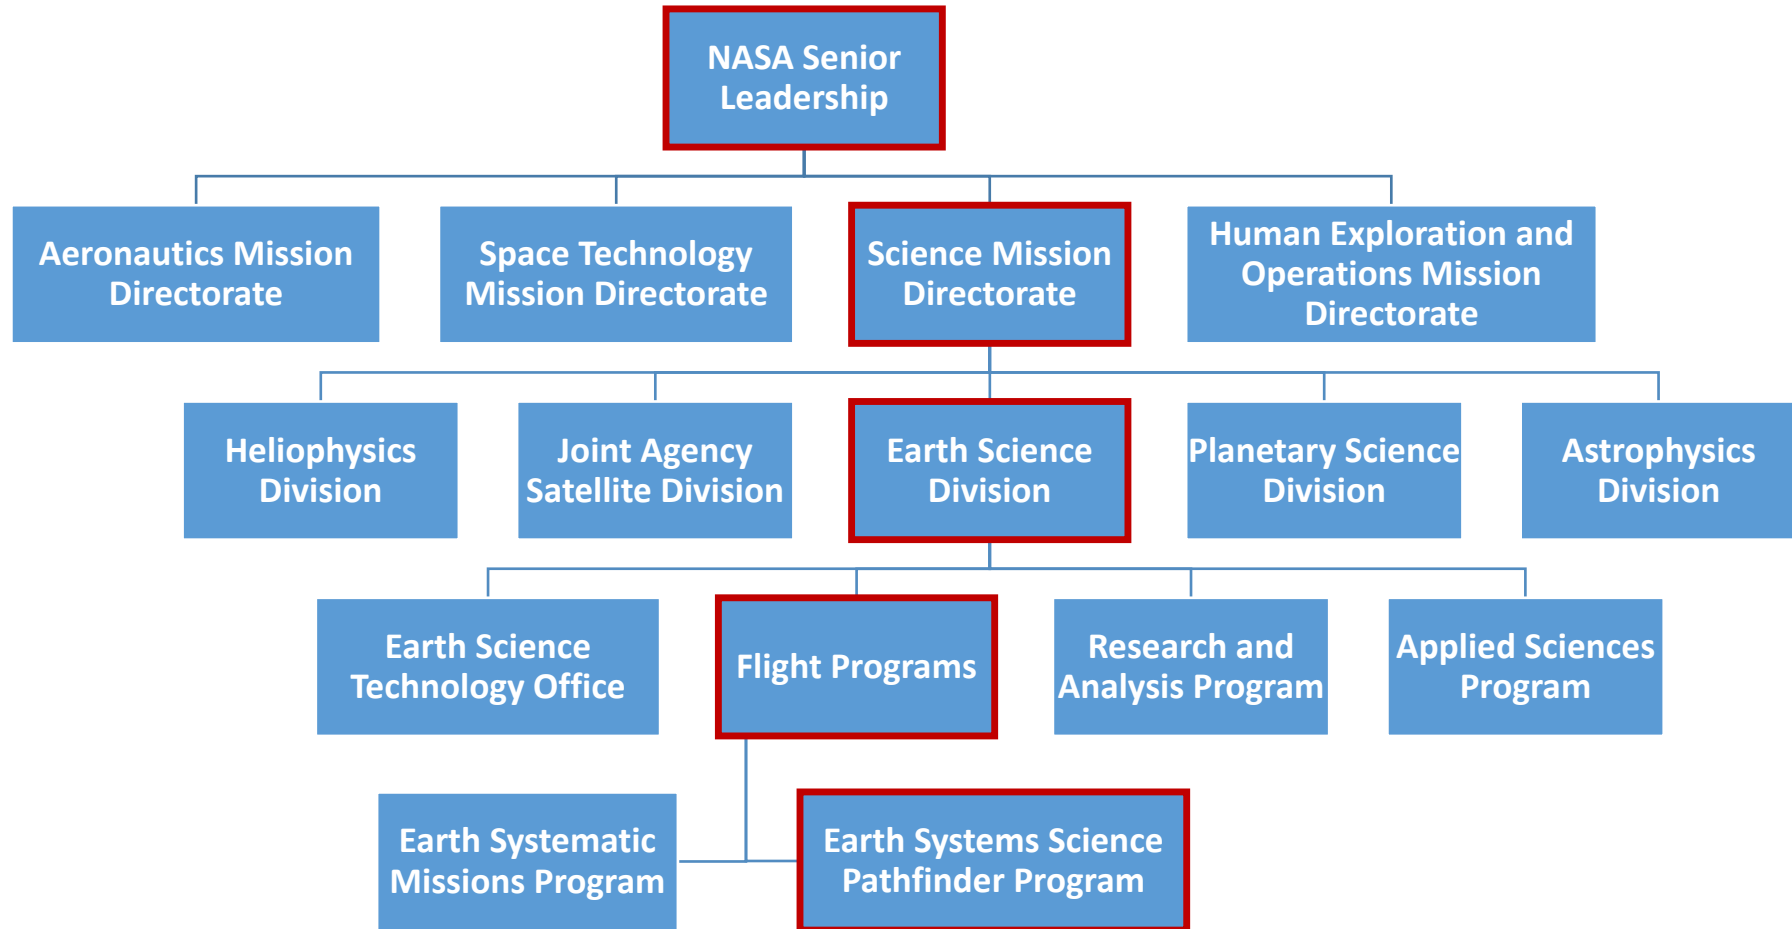 NASA Senior
Leadership
Aeronautics Mission
Directorate
Space Technology
Mission Directorate
Science Mission
Directorate
Human Exploration and
Operations Mission
Directorate
Heliophysics
Division
Joint Agency
Satellite Division
Earth Science
Division
Planetary Science
Division
Astrophysics
Division
Earth Science
Technology Office
Flight Programs
Research and
Analysis Program
Applied Sciences
Program
Earth Systematic
Missions Program
Earth Systems Science
Pathfinder Program